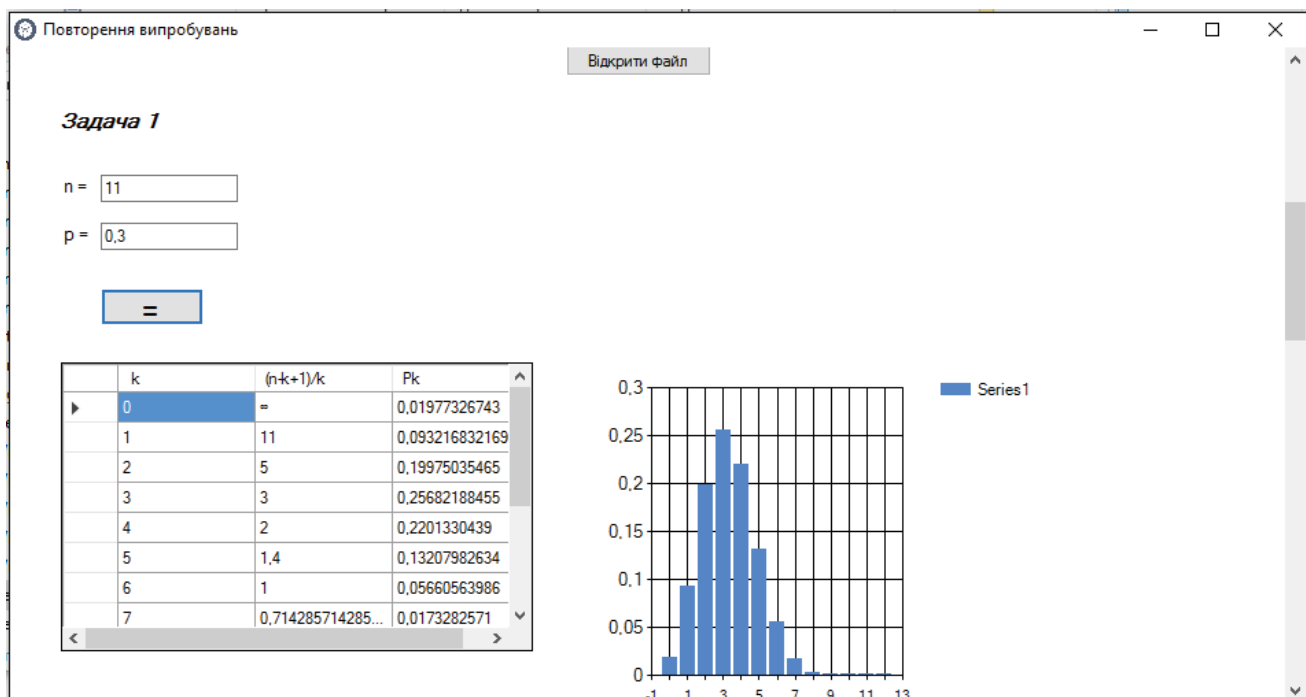 Повторення випробувань
Відкрити файл
Задача 1
n = 11
p = 0,3
=
k (n-k+1)/k Pk
0 ∞ 0,01977326743
1 11 0,093216832169
2 5 0,19975035465
3 3 0,25682188455
4 2 0,2201330439
5 1,4 0,13207982634
6 1 0,05660563986
7 0,714285714285... 0,0173282571
0,3
0,25
0,2
0,15
0,1
0,05
0
-1 1 3 5 7 9 11 13
Series1